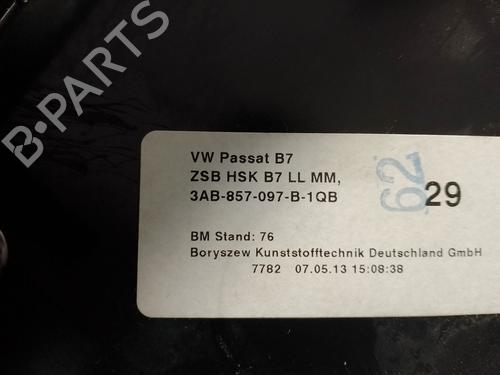 B-PARTS
VW Passat B7
ZSB HSK B7 LL MM,
3AB-857-097-B-1QB
62
29
BM Stand: 76
Boryszew Kunststofftechnik Deutschland GmbH
7782 07.05.13 15:08:38